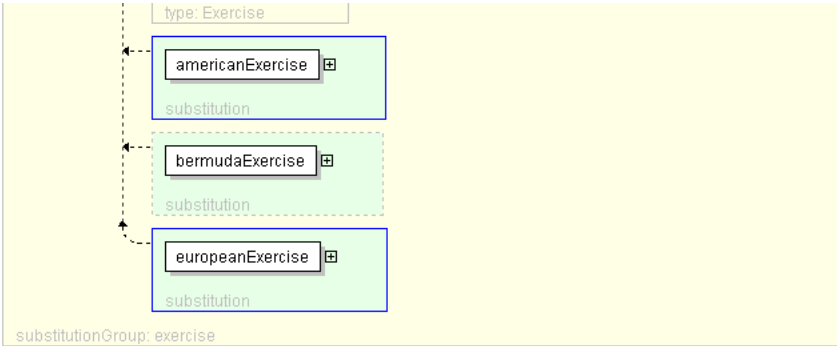 type: Exercise
americanExercise
substitution
bermudaExercise
substitution
europeanExercise
substitution
substitutionGroup: exercise